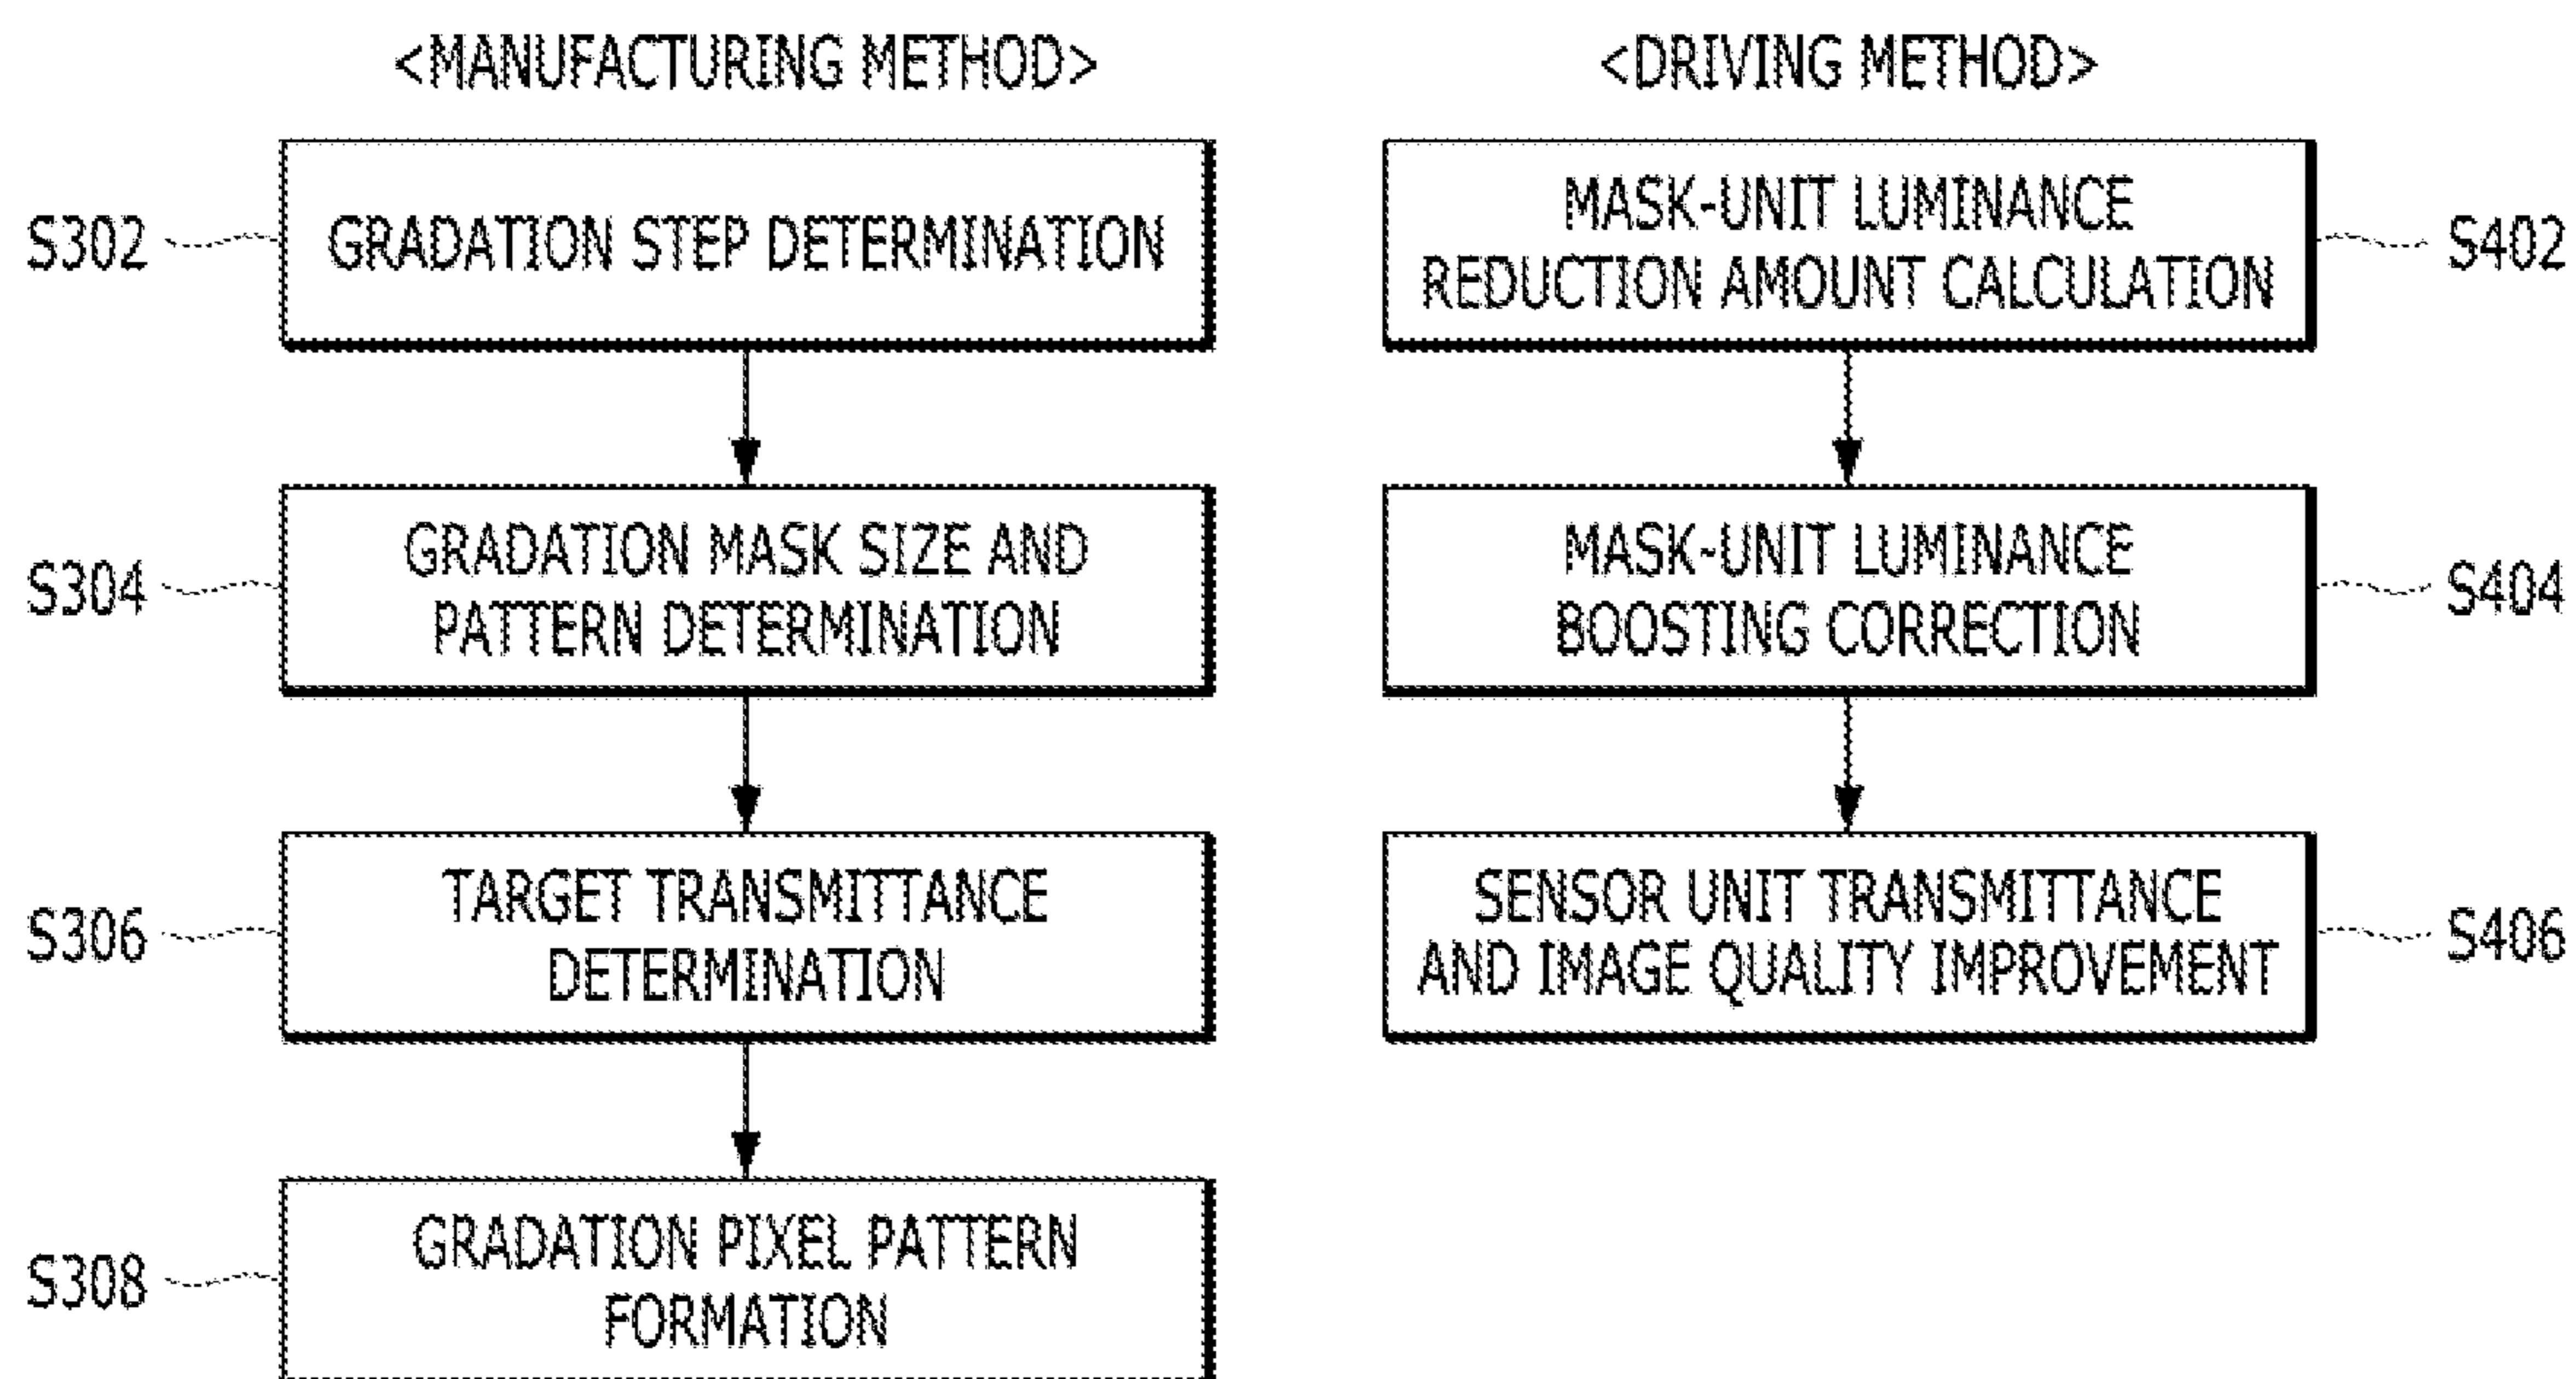 <MANUFACTURING METHOD>
S302
GRADATION STEP DETERMINATION
S304
GRADATION MASK SIZE AND
PATTERN DETERMINATION
S306
TARGET TRANSMITTANCE
DETERMINATION
S308
GRADATION PIXEL PATTERN
FORMATION
<DRIVING METHOD>
MASK-UNIT LUMINANCE
REDUCTION AMOUNT CALCULATION
S402
MASK-UNIT LUMINANCE
BOOSTING CORRECTION
S404
SENSOR UNIT TRANSMITTANCE
AND IMAGE QUALITY IMPROVEMENT
S406